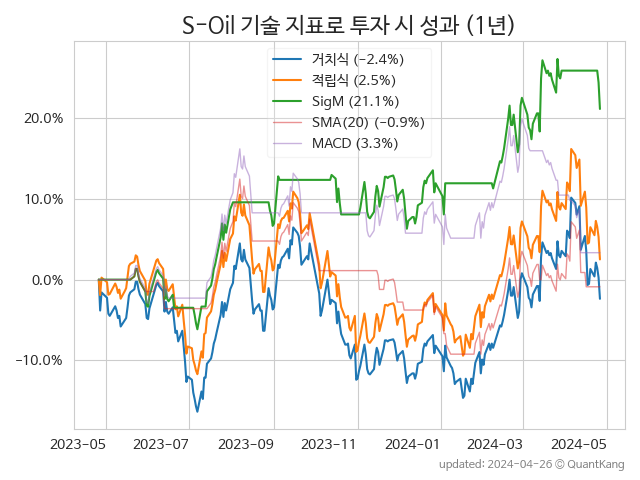 S-Oil 기술 지표로 투자 시 성과 (1년)
거치식 (−2.4%)
적립식 (2.5%)
SigM (21.1%)
SMA(20) (−0.9%)
MACD (3.3%)
20.0%
10.0%
0.0%
−10.0%
2023-05 2023-07 2023-09 2023-11 2024-01 2024-03 2024-05
updated: 2024-04-26 © QuantKang